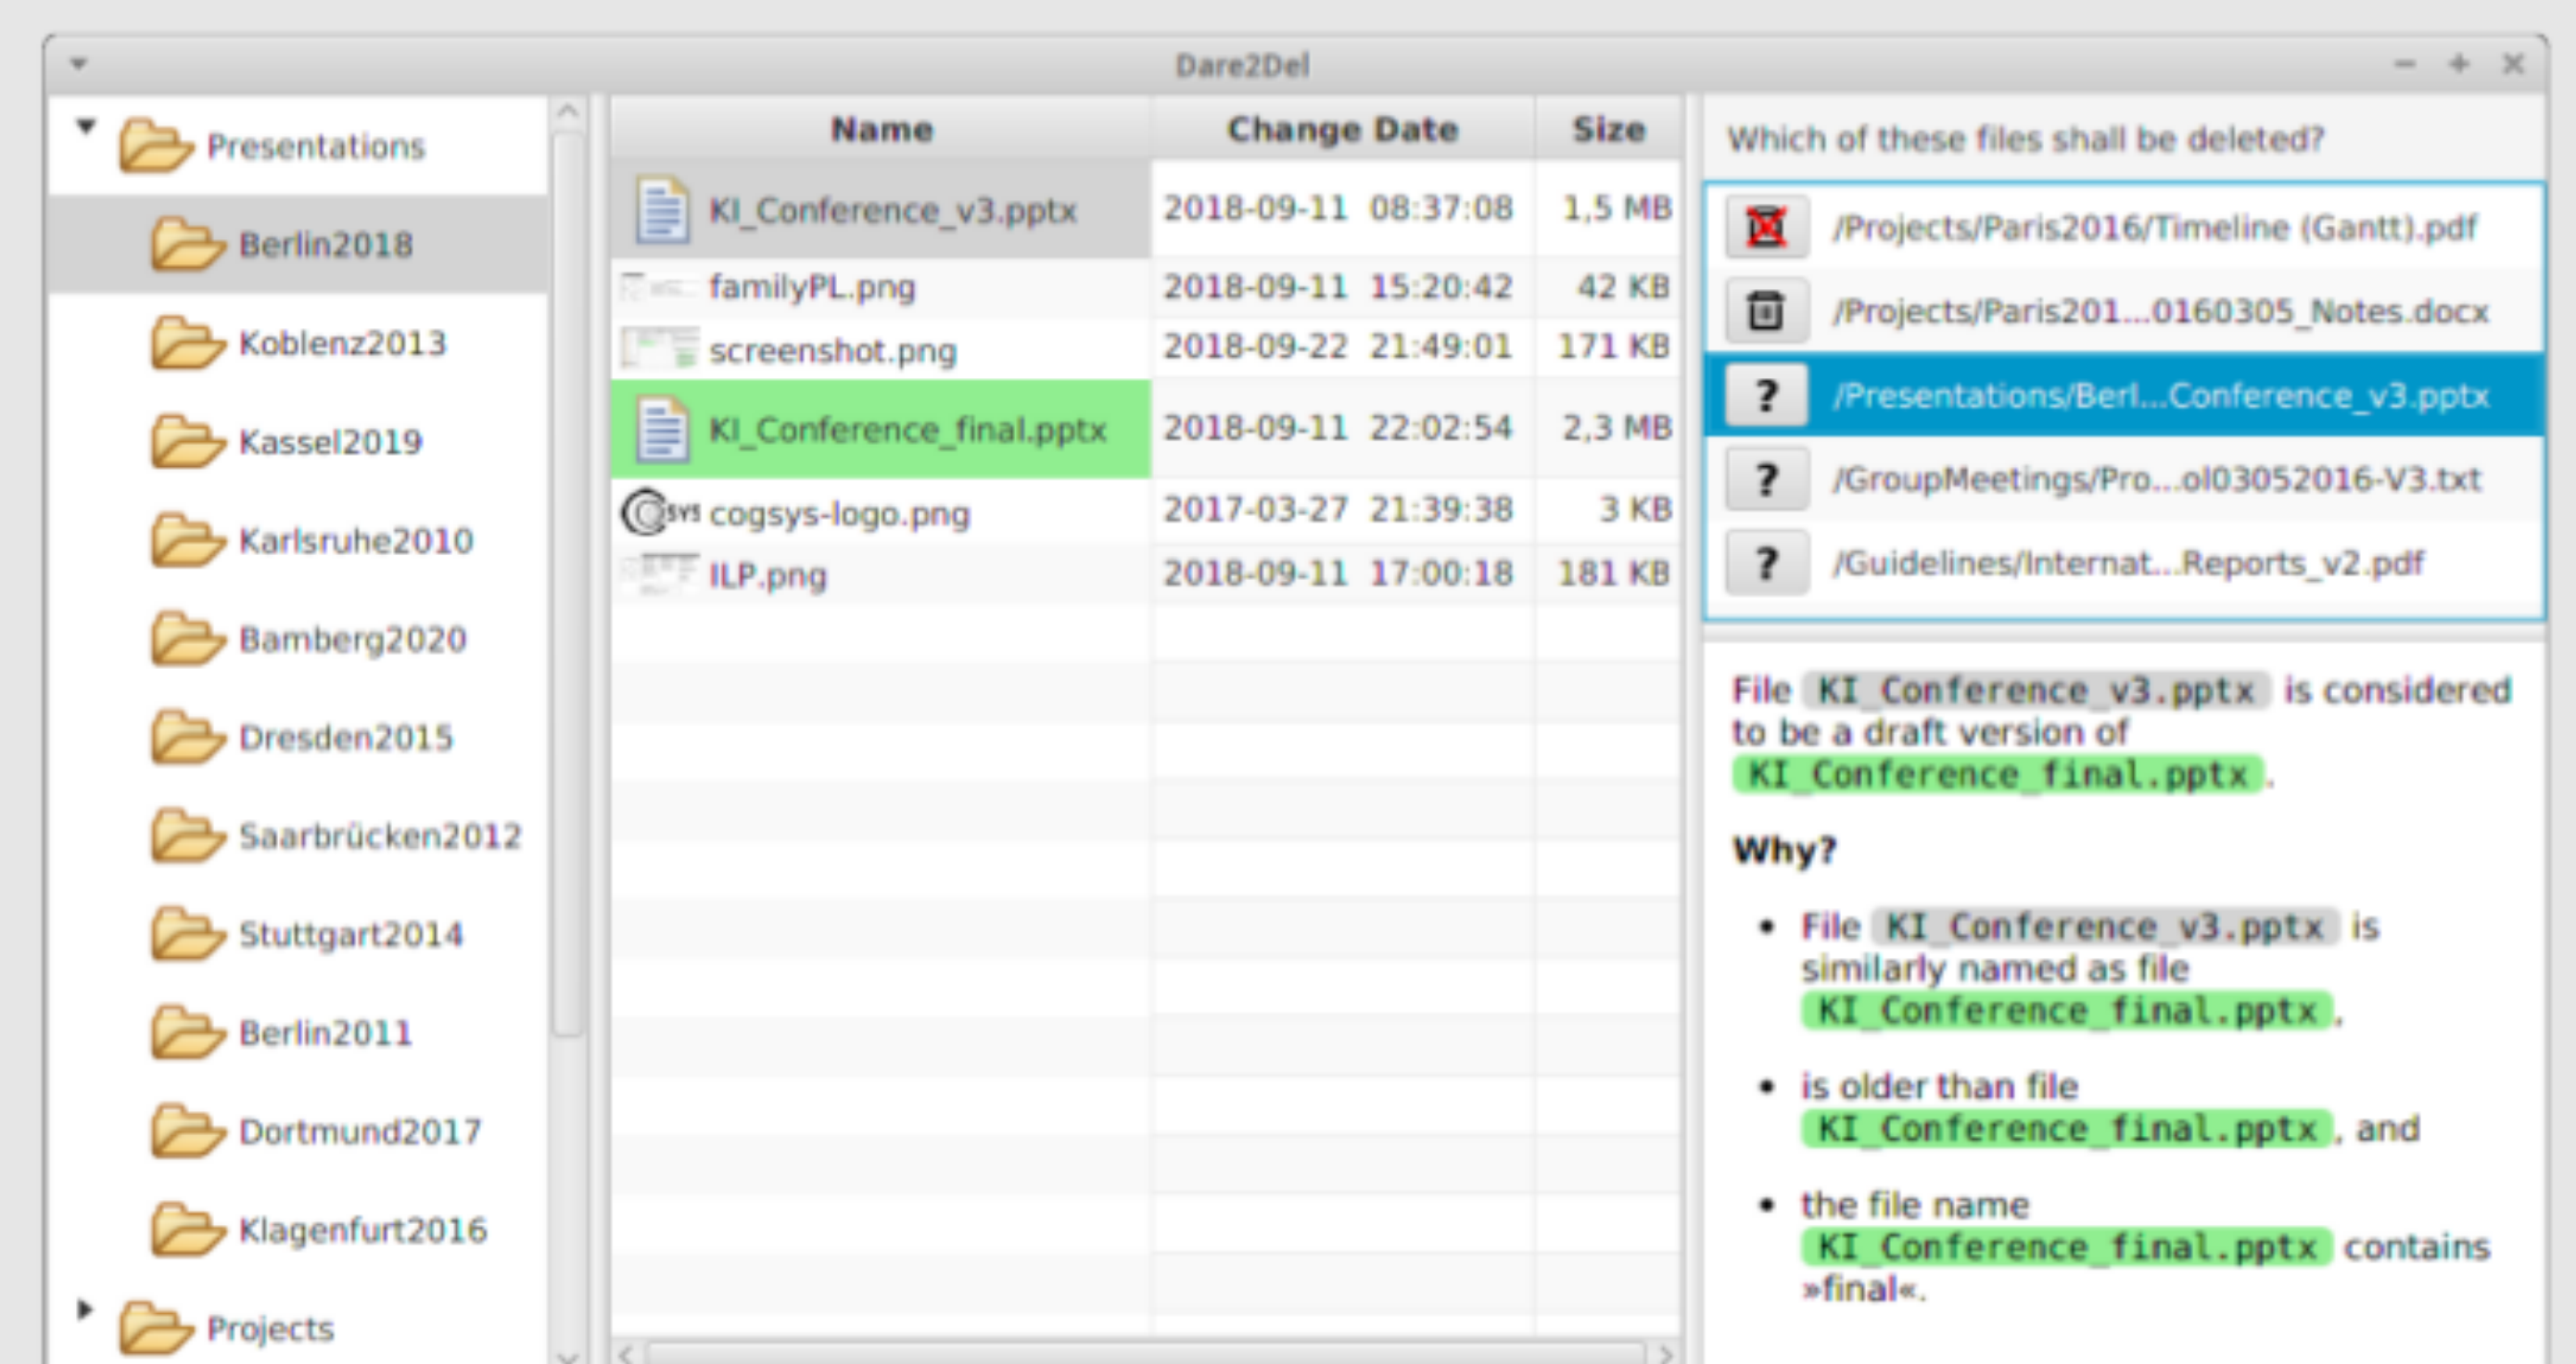 Dare2Del
Presentations
Berlin2018
Koblenz2013
Kassel2019
Karlsruhe2010
Bamberg2020
Dresden2015
Saarbrücken2012
Stuttgart2014
Berlin2011
Dortmund2017
Klagenfurt2016
Projects
Name Change Date Size
KI_Conference_v3.pptx 2018-09-11 08:37:08 1,5 MB
familyPL.png 2018-09-11 15:20:42 42 KB
screenshot.png 2018-09-22 21:49:01 171 KB
KI_Conference_final.pptx 2018-09-11 22:02:54 2,3 MB
cogsys-logo.png 2017-03-27 21:39:38 3 KB
ILP.png 2018-09-11 17:00:18 181 KB
Which of these files shall be deleted?
/Projects/Paris2016/Timeline (Gantt).pdf
/Projects/Paris201...0160305_Notes.docx
? /Presentations/Berl...Conference_v3.pptx
? /GroupMeetings/Pro...ol03052016-V3.txt
? /Guidelines/Internat...Reports_v2.pdf
File KI_Conference_v3.pptx is considered
to be a draft version of
KI_Conference_final.pptx.
Why?
• File KI_Conference_v3.pptx is
similarly named as file
KI_Conference_final.pptx,
• is older than file
KI_Conference_final.pptx, and
• the file name
KI_Conference_final.pptx contains
»final«.